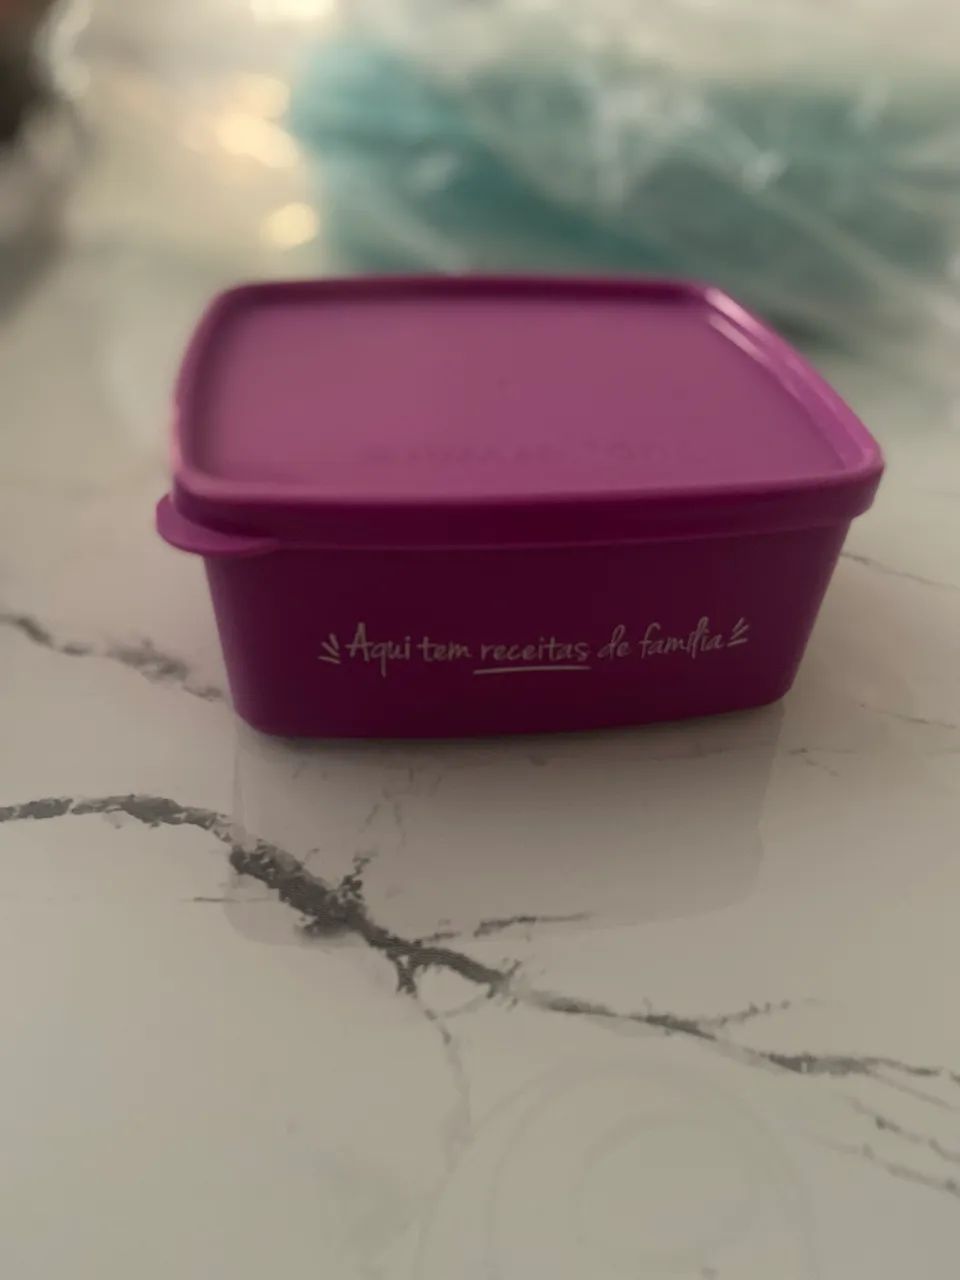 Aqui tem receitas de família